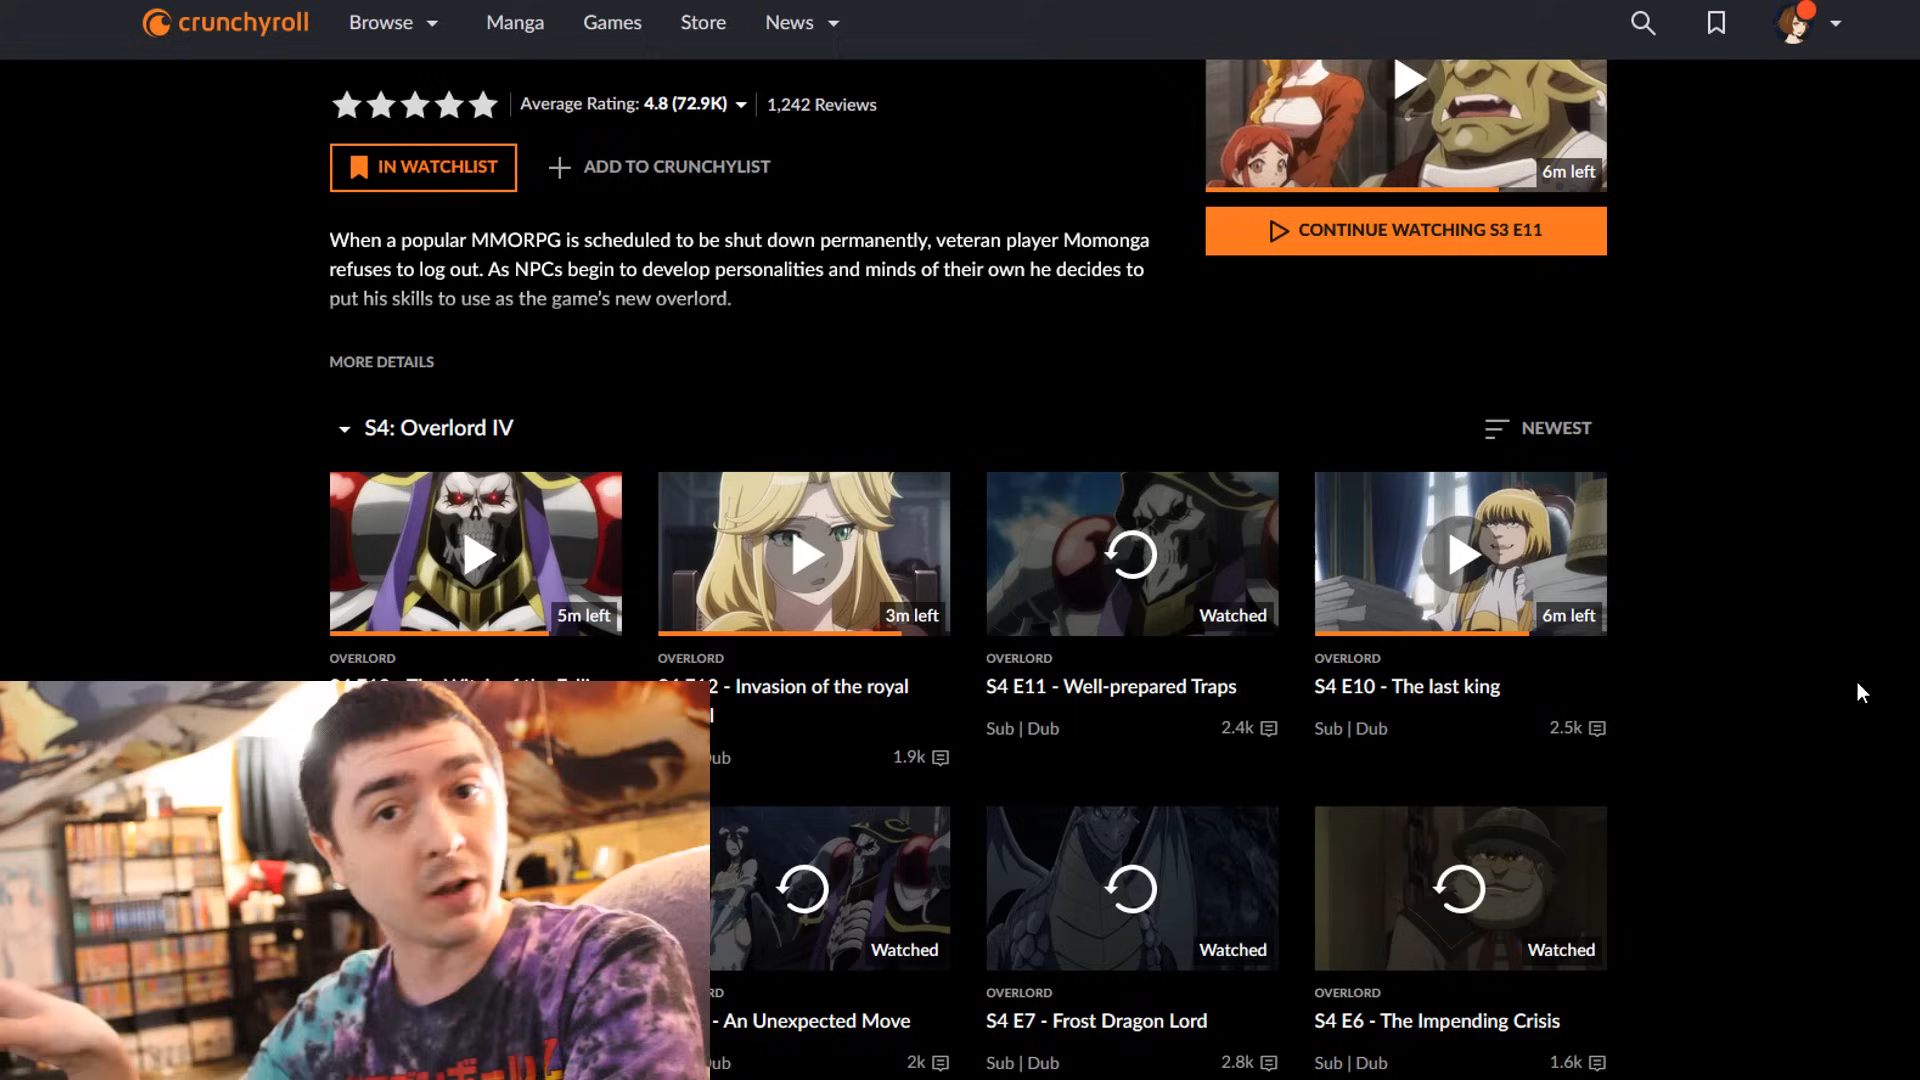 crunchyroll Browse Manga Games Store News
Average Rating: 4.8 (72.9K) 1,242 Reviews
6m left
IN WATCHLIST ADD TO CRUNCHYLIST
CONTINUE WATCHING S3 E11
When a popular MMORPG is scheduled to be shut down permanently, veteran player Momonga
refuses to log out. As NPCs begin to develop personalities and minds of their own he decides to
put his skills to use as the game's new overlord.
MORE DETAILS
S4: Overlord IV NEWEST
5m left 3m left Watched 6m left
OVERLORD OVERLORD OVERLORD OVERLORD
- Invasion of the royal S4 E11 - Well-prepared Traps S4 E10 - The last king
Sub | Dub 2.4k Sub | Dub 2.5k
1.9k
Watched Watched Watched
OVERLORD OVERLORD
- An Unexpected Move S4 E7 - Frost Dragon Lord S4 E6 - The Impending Crisis
2k Sub | Dub 2.8k Sub | Dub 1.6k